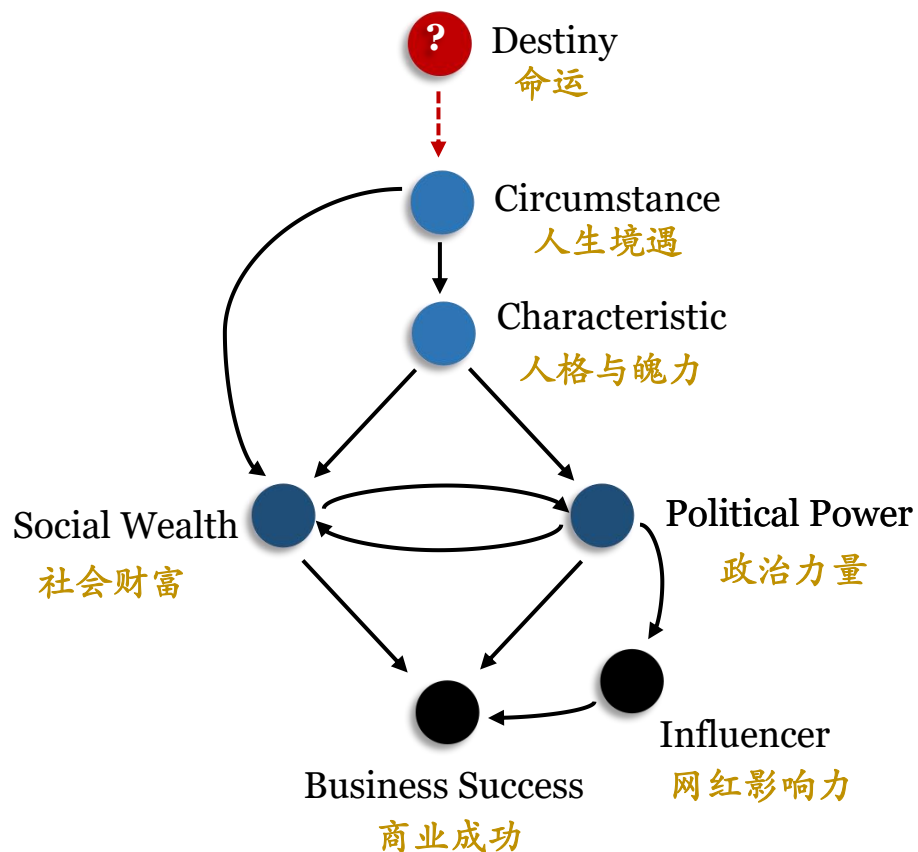 ?
Destiny
命运
Circumstance
人生境遇
Characteristic
人格与魄力
Social Wealth
社会财富
Political Power
政治力量
Influencer
网红影响力
Business Success
商业成功